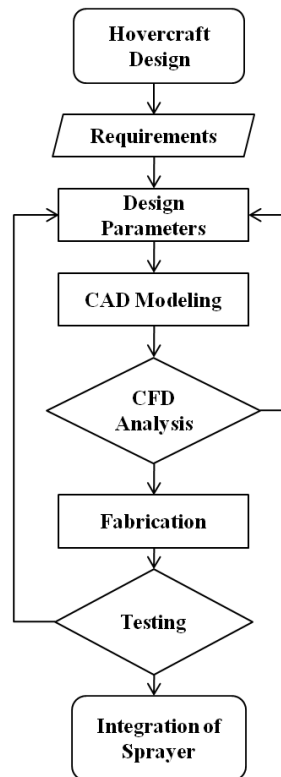 Hovercraft
Design
Requirements
Design
Parameters
CAD Modeling
CFD
Analysis
Fabrication
Testing
Integration of
Sprayer